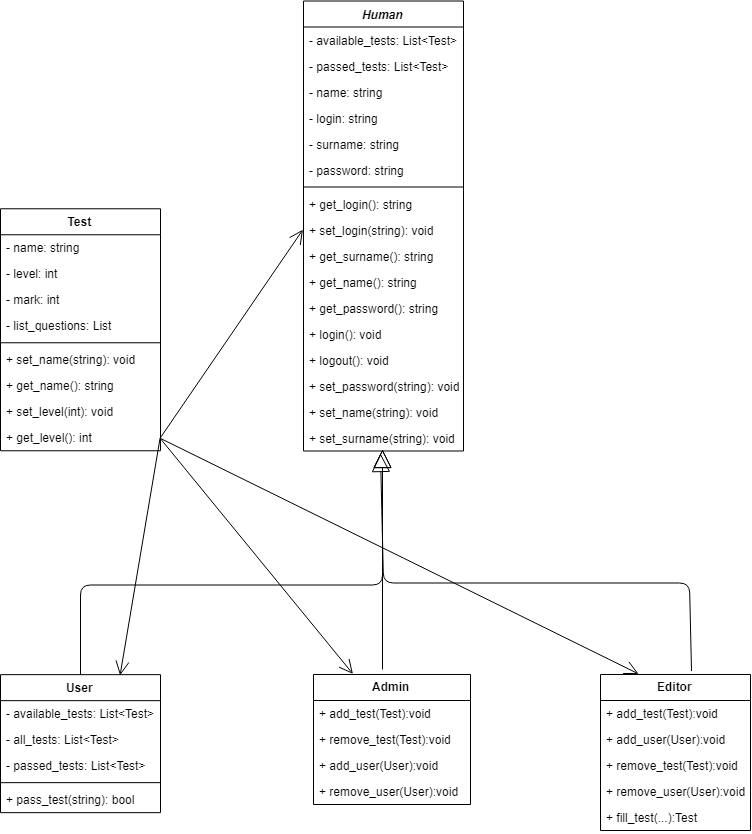 Human
- available_tests: List<Test>
- passed_tests: List<Test>
- name: string
- login: string
- surname: string
- password: string
+ get_login(): string
+ set_login(string): void
+ get_surname(): string
+ get_name(): string
+ get_password(): string
+ login(): void
+ logout(): void
+ set_password(string): void
+ set_name(string): void
+ set_surname(string): void
Test
- name: string
- level: int
- mark: int
- list_questions: List
+ set_name(string): void
+ get_name(): string
+ set_level(int): void
+ get_level(): int
User
- available_tests: List<Test>
- all_tests: List<Test>
- passed_tests: List<Test>
+ pass_test(string): bool
Admin
+ add_test(Test):void
+ remove_test(Test):void
+ add_user(User):void
+ remove_user(User):void
Editor
+ add_test(Test):void
+ add_user(User):void
+ remove_test(Test):void
+ remove_user(User):void
+ fill_test(...):Test